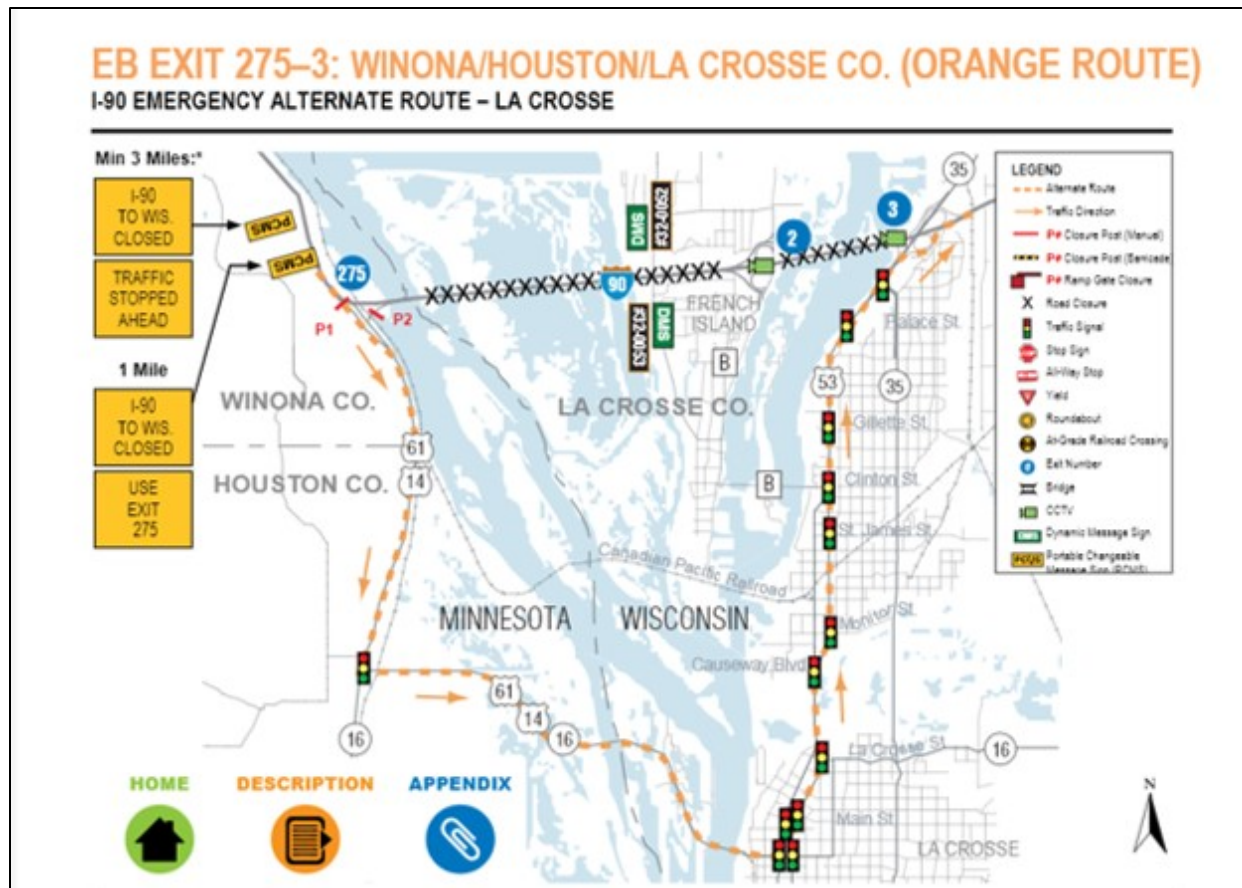 EB EXIT 275–3: WINONA/HOUSTON/LA CROSSE CO. (ORANGE ROUTE)
I-90 EMERGENCY ALTERNATE ROUTE – LA CROSSE
Min 3 Miles:*
I-90
TO WIS.
CLOSED
TRAFFIC
STOPPED
AHEAD
1 Mile
I-90
TO WIS.
CLOSED
USE
EXIT
275
PCMS
PCMS
275
P1
P2
WINONA CO.
HOUSTON CO.
61
14
16
61
14
16
MINNESOTA
WISCONSIN
LA CROSSE CO.
90
DMS
#32-0052
#32-0053
DMS
FRENCH
ISLAND
B
B
2
3
35
Palace St.
53
35
Gillette St.
Clinton St.
St. James St.
Canadian Pacific Railroad
Monitor St.
Causeway Blvd
La Crosse St.
16
Main St.
LA CROSSE
N
LEGEND
Alternate Route
Traffic Direction
P# Closure Post (Manual)
P# Closure Post (Barricade)
P# Ramp Gate Closure
X Road Closure
Traffic Signal
Stop Sign
All-Way Stop
Yield
Roundabout
At-Grade Railroad Crossing
# Exit Number
Bridge
CCTV
DMS Dynamic Message Sign
PCMS Portable Changeable
Message Sign (PCMS)
HOME
DESCRIPTION
APPENDIX